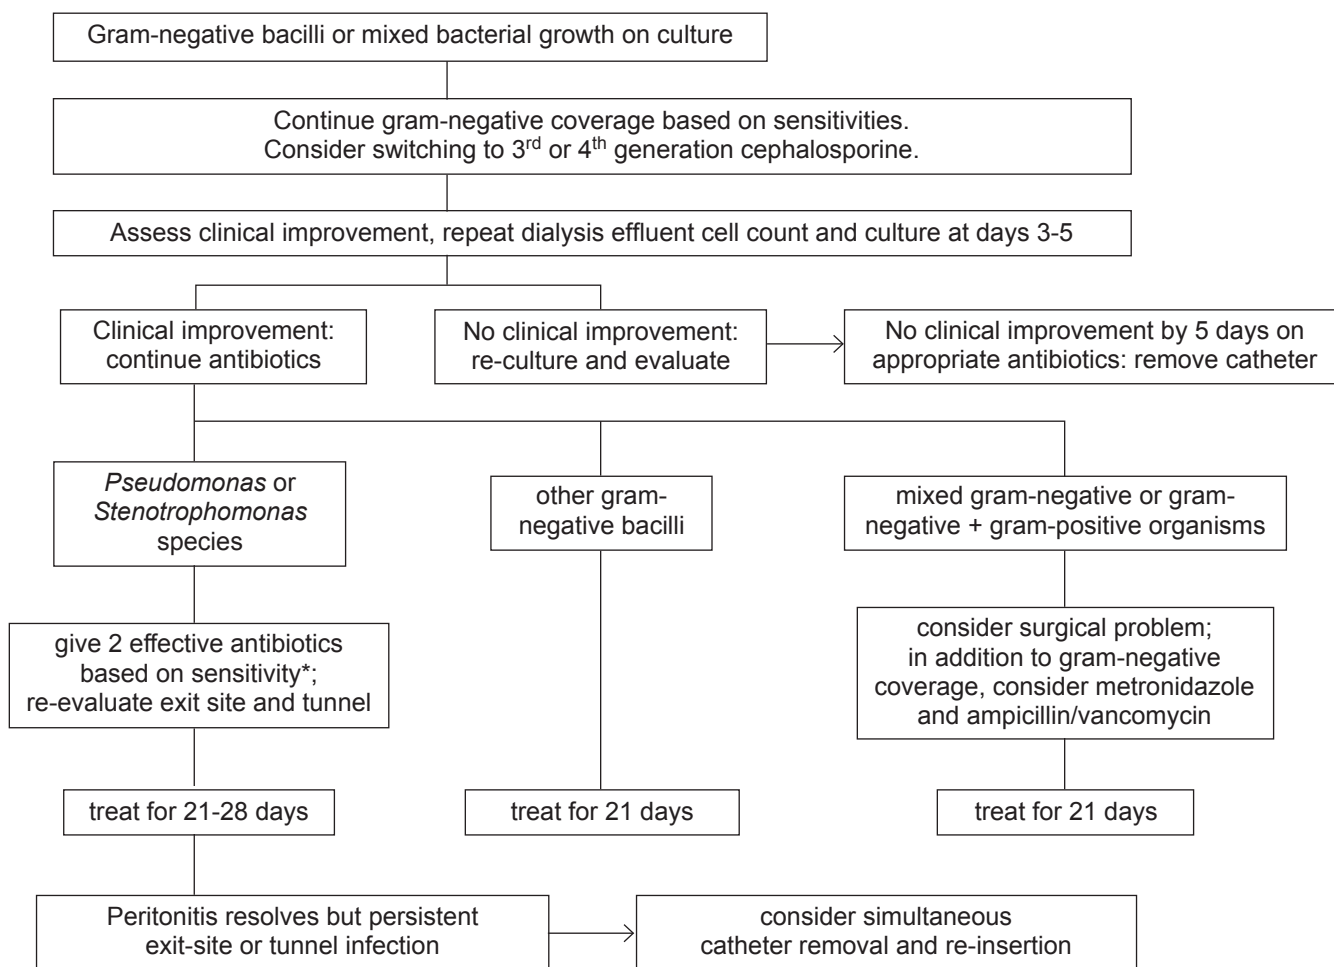 Gram-negative bacilli or mixed bacterial growth on culture
Continue gram-negative coverage based on sensitivities.
Consider switching to 3rd or 4th generation cephalosporine.
Assess clinical improvement, repeat dialysis effluent cell count and culture at days 3-5
Clinical improvement:
continue antibiotics
No clinical improvement:
re-culture and evaluate
No clinical improvement by 5 days on
appropriate antibiotics: remove catheter
Pseudomonas or
Stenotrophomonas
species
other gram-
negative bacilli
mixed gram-negative or gram-
negative + gram-positive organisms
give 2 effective antibiotics
based on sensitivity*;
re-evaluate exit site and tunnel
consider surgical problem;
in addition to gram-negative
coverage, consider metronidazole
and ampicillin/vancomycin
treat for 21-28 days
treat for 21 days
treat for 21 days
Peritonitis resolves but persistent
exit-site or tunnel infection
consider simultaneous
catheter removal and re-insertion